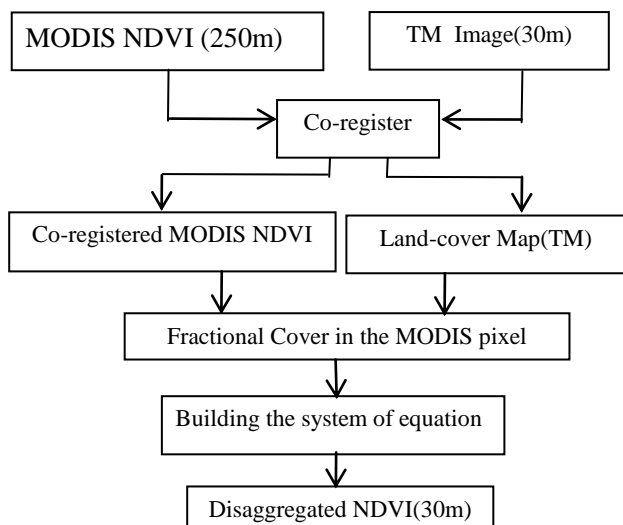 MODIS NDVI (250m)
TM Image(30m)
Co-register
Co-registered MODIS NDVI
Land-cover Map(TM)
Fractional Cover in the MODIS pixel
Building the system of equation
Disaggregated NDVI(30m)